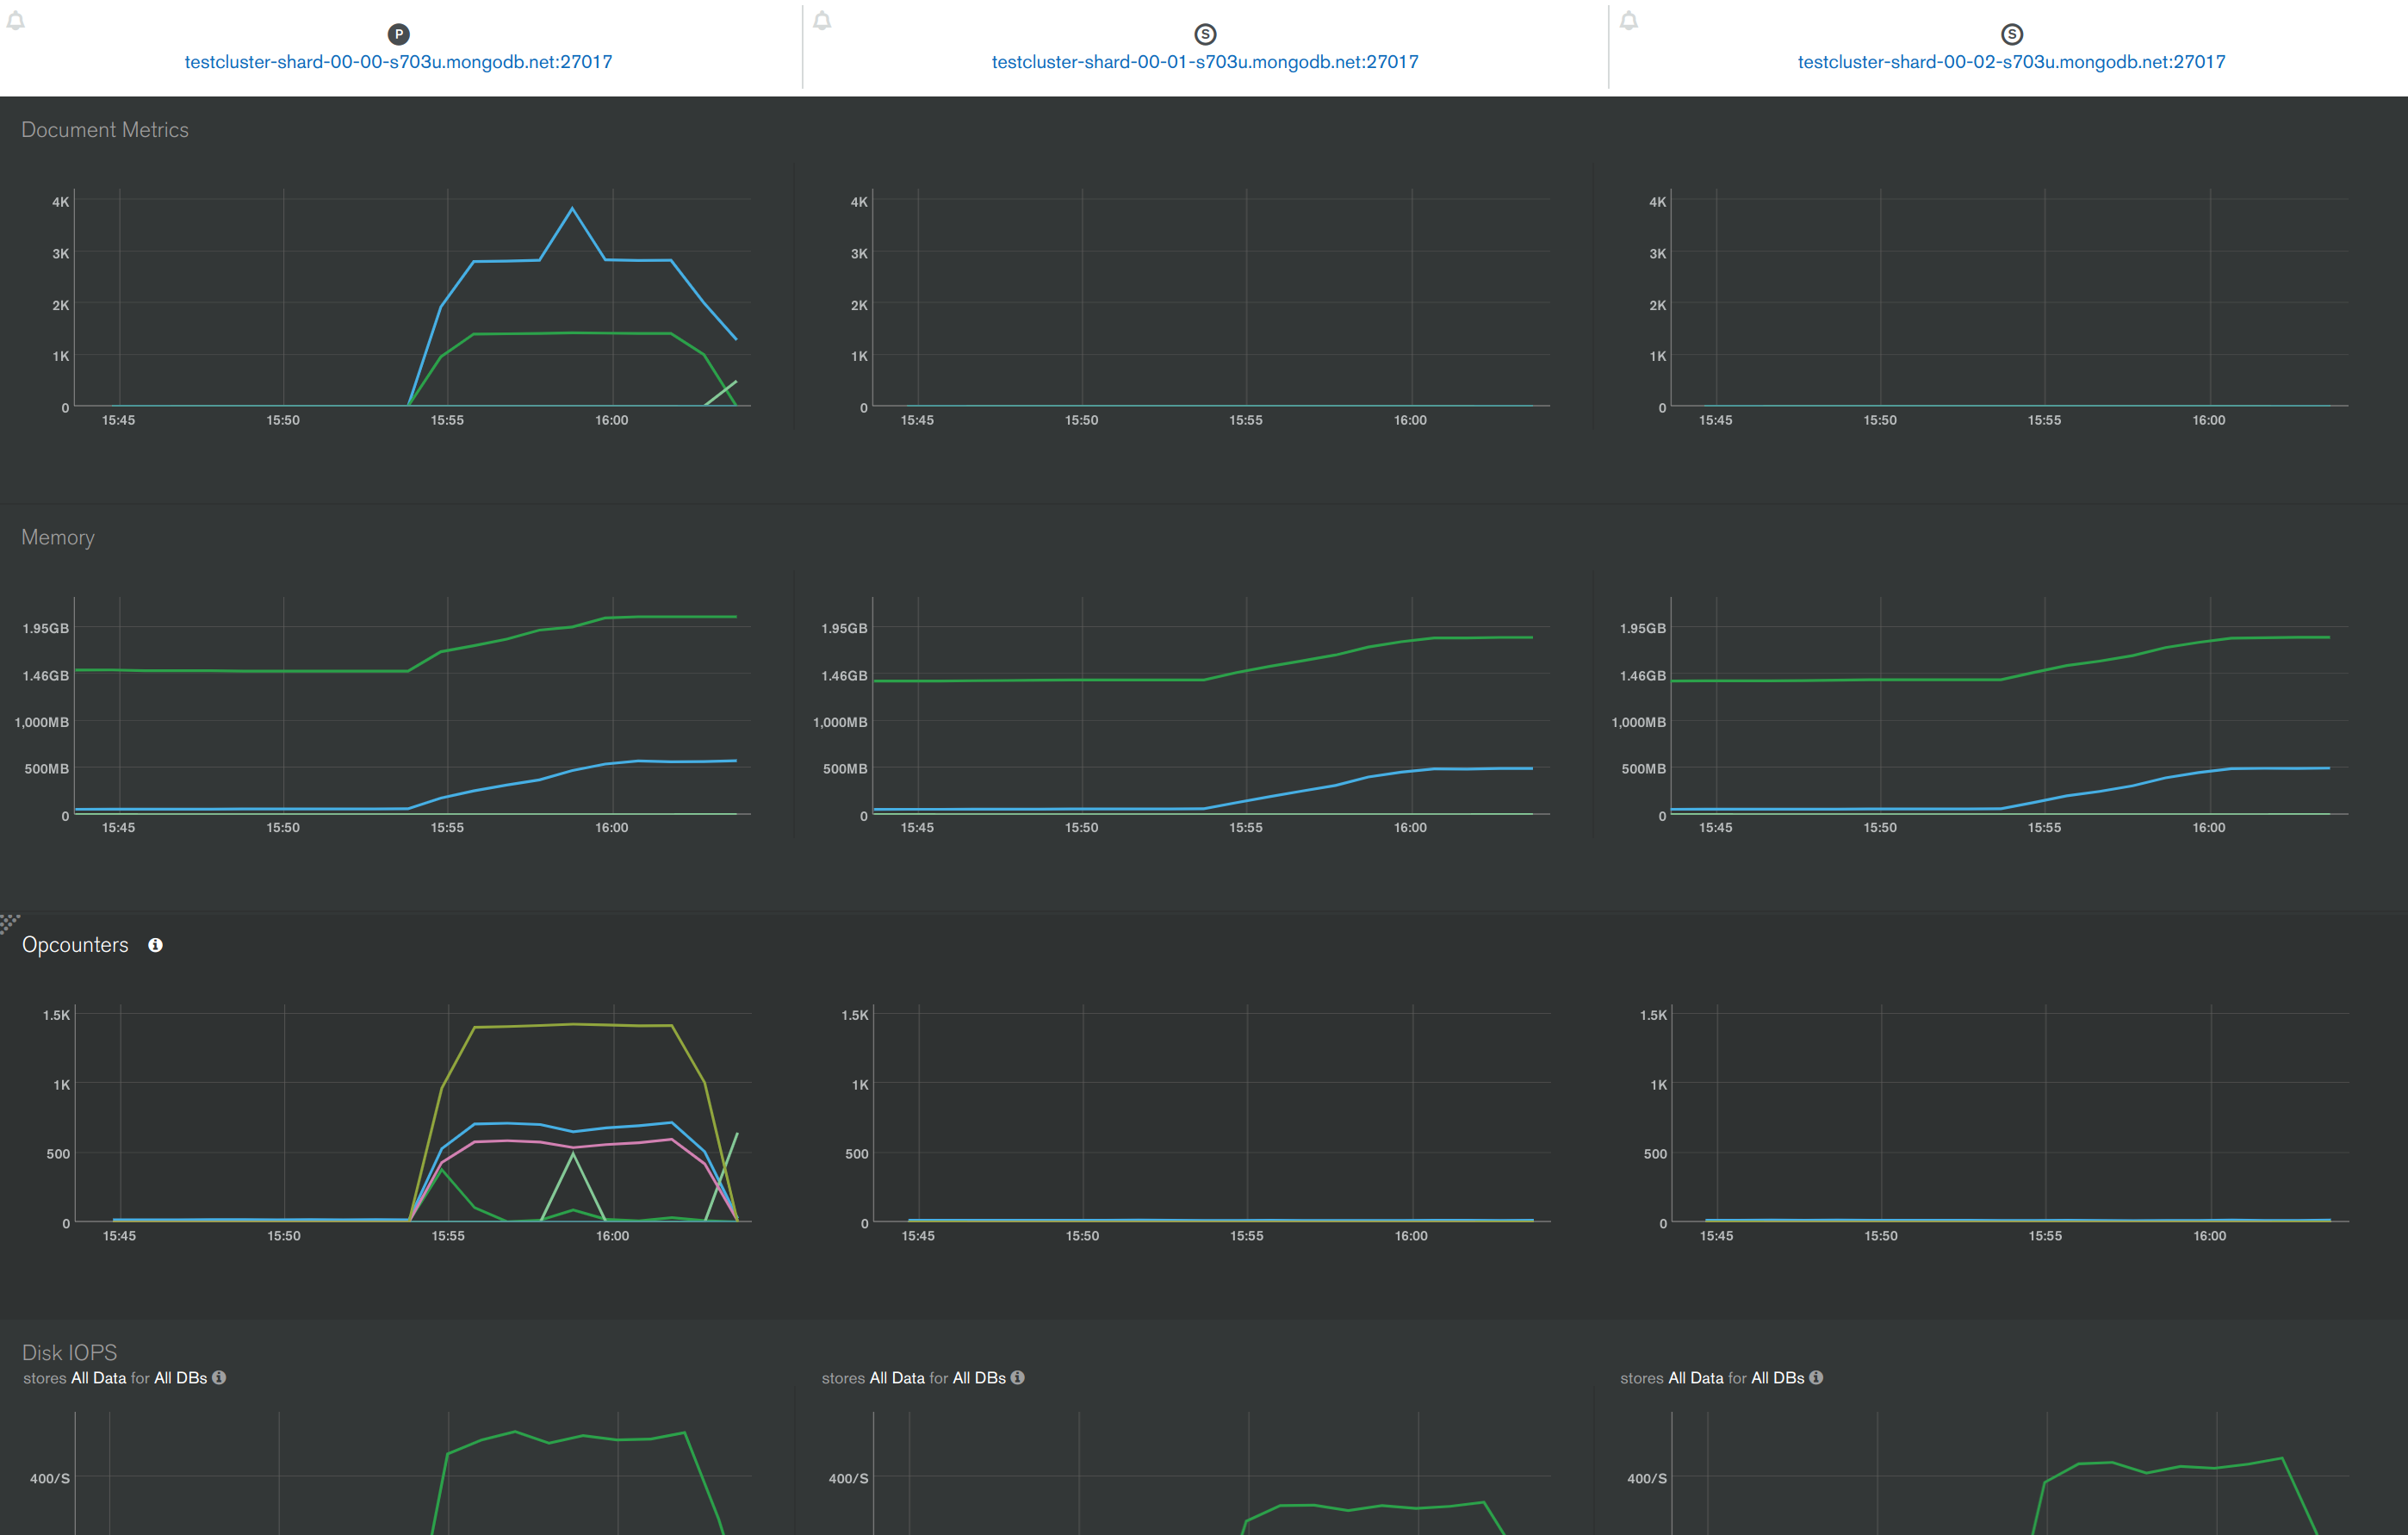 P
testcluster-shard-00-00-s703u.mongodb.net:27017
S
testcluster-shard-00-01-s703u.mongodb.net:27017
S
testcluster-shard-00-02-s703u.mongodb.net:27017
Document Metrics
4K
3K
2K
1K
0
15:45 15:50 15:55 16:00
4K
3K
2K
1K
0
15:45 15:50 15:55 16:00
4K
3K
2K
1K
0
15:45 15:50 15:55 16:00
Memory
1.95GB
1.46GB
1,000MB
500MB
0
15:45 15:50 15:55 16:00
1.95GB
1.46GB
1,000MB
500MB
0
15:45 15:50 15:55 16:00
1.95GB
1.46GB
1,000MB
500MB
0
15:45 15:50 15:55 16:00
Opcounters
1.5K
1K
500
0
15:45 15:50 15:55 16:00
1.5K
1K
500
0
15:45 15:50 15:55 16:00
1.5K
1K
500
0
15:45 15:50 15:55 16:00
Disk IOPS
stores All Data for All DBs
400/S
stores All Data for All DBs
400/S
stores All Data for All DBs
400/S